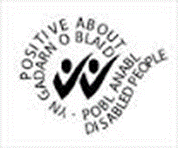 POSITIVE ABOUT
DISABLED PEOPLE
YN GADARN O BLAID
POBL ANABL